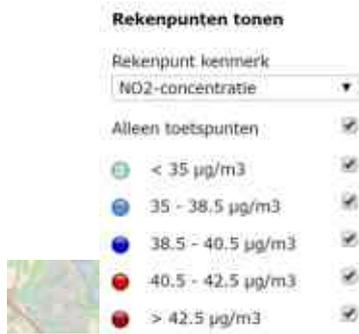 Rekenpunten tonen
Rekenpunt kenmerk
NO2-concentratie
Alleen toetspunten
< 35 µg/m3
35 - 38.5 µg/m3
38.5 - 40.5 µg/m3
40.5 - 42.5 µg/m3
> 42.5 µg/m3